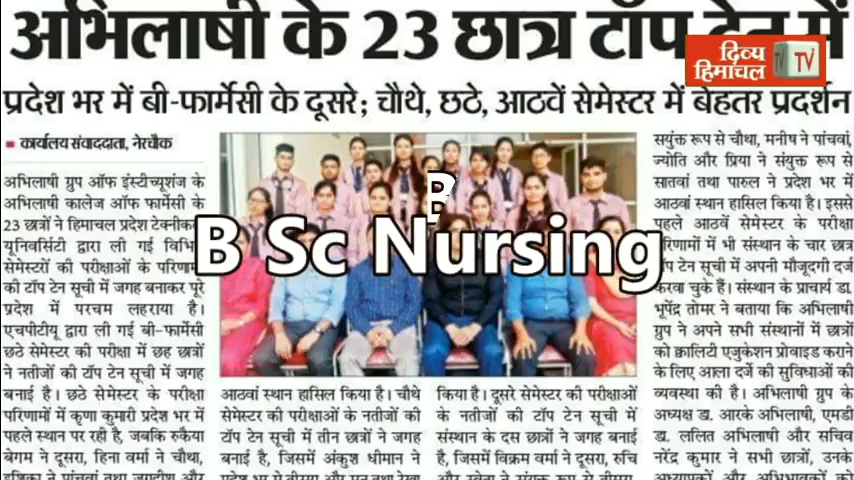 अभिलाषी के 23 छात्र टॉप टेन में
दिव्य
हिमाचल TV
प्रदेश भर में बी-फार्मेसी के दूसरे; चौथे, छठे, आठवें सेमेस्टर में बेहतर प्रदर्शन
कार्यालय संवाददाता, नेरचौक
अभिलाषी ग्रुप ऑफ इंस्टीच्यूशंज के
अभिलाषी कालेज ऑफ फार्मेसी के
23 छात्रों ने हिमाचल प्रदेश टेक्नीकल
यूनिवर्सिटी द्वारा ली गई
सेमेस्टरों की परीक्षाओं के
की टॉप टेन सूची में जगह बनाकर पूरे
प्रदेश में परचम लहराया है।
एचपीटीयू द्वारा ली गई बी-फार्मेसी
छठे सेमेस्टर की परीक्षा में छह छात्रों
ने नतीजों की टॉप टेन सूची में जगह
बनाई है। छठे सेमेस्टर के परीक्षा
परिणामों में कृणा कुमारी प्रदेश भर में
पहले स्थान पर रही है, जबकि रुकैया
बेगम ने दूसरा, हिना वर्मा ने चौथा,
B
B Sc Nursing
आठवां स्थान हासिल किया है। चौथे
सेमेस्टर की परीक्षाओं के नतीजों की
टॉप टेन सूची में तीन छात्रों ने जगह
बनाई है, जिसमें अंकुश धीमान ने
किया है। दूसरे सेमेस्टर की परीक्षाओं
के नतीजों की टॉप टेन सूची में
संस्थान के दस छात्रों ने जगह बनाई
है, जिसमें विक्रम वर्मा ने दूसरा, रुचि
सयुंक्त रूप से चौथा, मनीष ने पांचवां,
ज्योति और प्रिया ने संयुक्त रूप से
सातवां तथा पारुल ने प्रदेश भर में
आठवां स्थान हासिल किया है। इससे
पहले आठवें सेमेस्टर के परीक्षा
परिणामों में भी संस्थान के चार छात्र
टॉप टेन सूची में अपनी मौजूदगी दर्ज
करवा चुके हैं। संस्थान के प्राचार्य डा.
भूपेंद्र तोमर ने बताया कि अभिलाषी
ग्रुप ने अपने सभी संस्थानों में छात्रों
को क्वालिटी एजुकेशन प्रोवाइड कराने
के लिए आला दर्जे की सुविधाओं की
व्यवस्था की है। अभिलाषी ग्रुप के
अध्यक्ष डा. आरके अभिलाषी, एमडी
डा. ललित अभिलाषी और सचिव
नरेंद्र कुमार ने सभी छात्रों, उनके